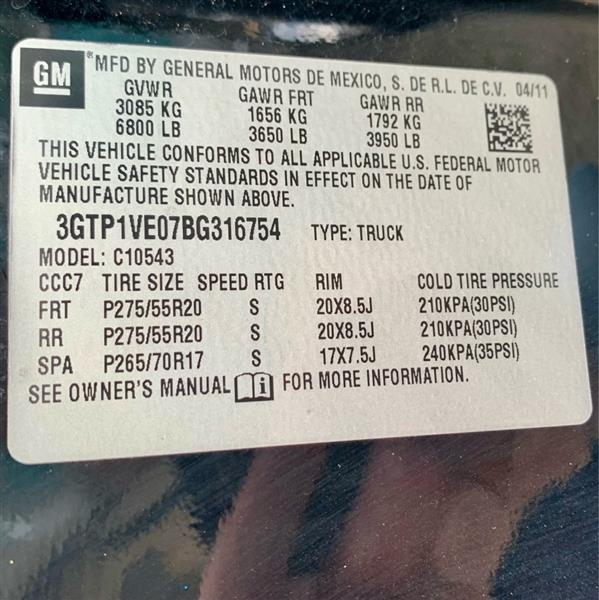 GM
®MFD BY GENERAL MOTORS DE MEXICO, S. DE R.L. DE C.V. 04/11
GVWR GAWR FRT GAWR RR
3085 KG 1656 KG 1792 KG
6800 LB 3650 LB 3950 LB
THIS VEHICLE CONFORMS TO ALL APPLICABLE U.S. FEDERAL MOTOR
VEHICLE SAFETY STANDARDS IN EFFECT ON THE DATE OF
MANUFACTURE SHOWN ABOVE.
3GTP1VE07BG316754 TYPE: TRUCK
MODEL: C10543
CCC7 TIRE SIZE SPEED RTG RIM COLD TIRE PRESSURE
FRT P275/55R20 S 20X8.5J 210KPA(30PSI)
RR P275/55R20 S 20X8.5J 210KPA(30PSI)
SPA P265/70R17 S 17X7.5J 240KPA(35PSI)
SEE OWNER'S MANUAL i FOR MORE INFORMATION.